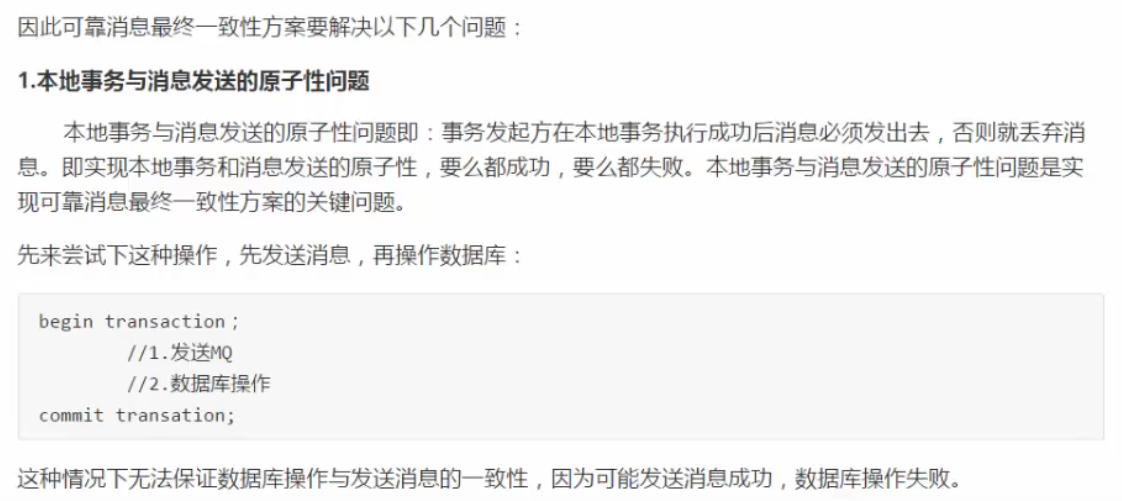 因此可靠消息最终一致性方案要解决以下几个问题：
1.本地事务与消息发送的原子性问题
本地事务与消息发送的原子性问题即：事务发起方在本地事务执行成功后消息必须发出去，否则就丢弃消
息。即实现本地事务和消息发送的原子性，要么都成功，要么都失败。本地事务与消息发送的原子性问题是实
现可靠消息最终一致性方案的关键问题。
先来尝试下这种操作，先发送消息，再操作数据库：
begin transaction；
//1.发送MQ
//2.数据库操作
commit transation;
这种情况下无法保证数据库操作与发送消息的一致性，因为可能发送消息成功，数据库操作失败。